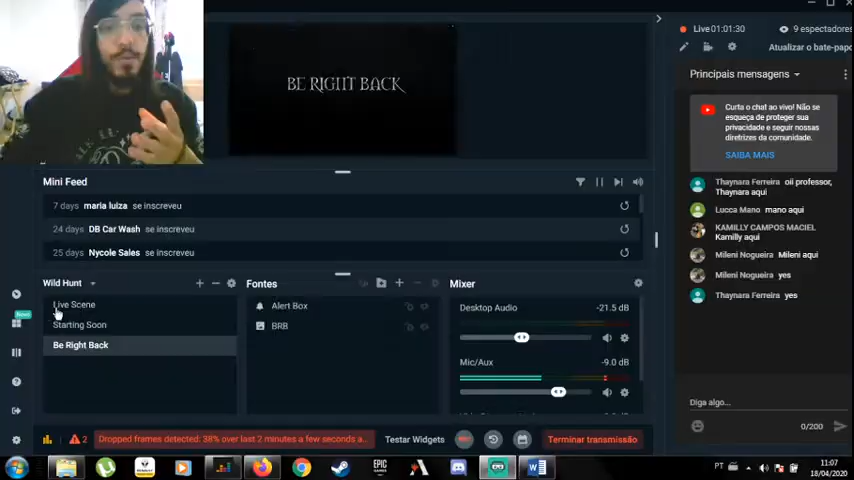 Live 01:01:30
9 espectadores
Atualizar o bate-papo
BE RIGHT BACK
Principais mensagens
Curta o chat ao vivo! Não se
esqueça de proteger sua
privacidade e seguir nossas
diretrizes da comunidade.
SAIBA MAIS
Mini Feed
7 days maria luiza se inscreveu
24 days DB Car Wash se inscreveu
25 days Nycole Sales se inscreveu
Thaynara Ferreira oii professor,
Thaynara aqui
Lucca Mano mano aqui
KAMILLY CAMPOS MACIEL
Kamilly aqui
Mileni Nogueira Mileni aqui
Mileni Nogueira yes
Thaynara Ferreira yes
Wild Hunt
Live Scene
Starting Soon
Be Right Back
Fontes
Alert Box
BRB
Mixer
Desktop Audio -21.5 dB
Mic/Aux -9.0 dB
Novo
Diga algo...
0/200
2
Dropped frames detected: 38% over last 2 minutes a few seconds a...
Testar Widgets
Terminar transmissão
EPIC
GAMES
PT
11:07
18/04/2020